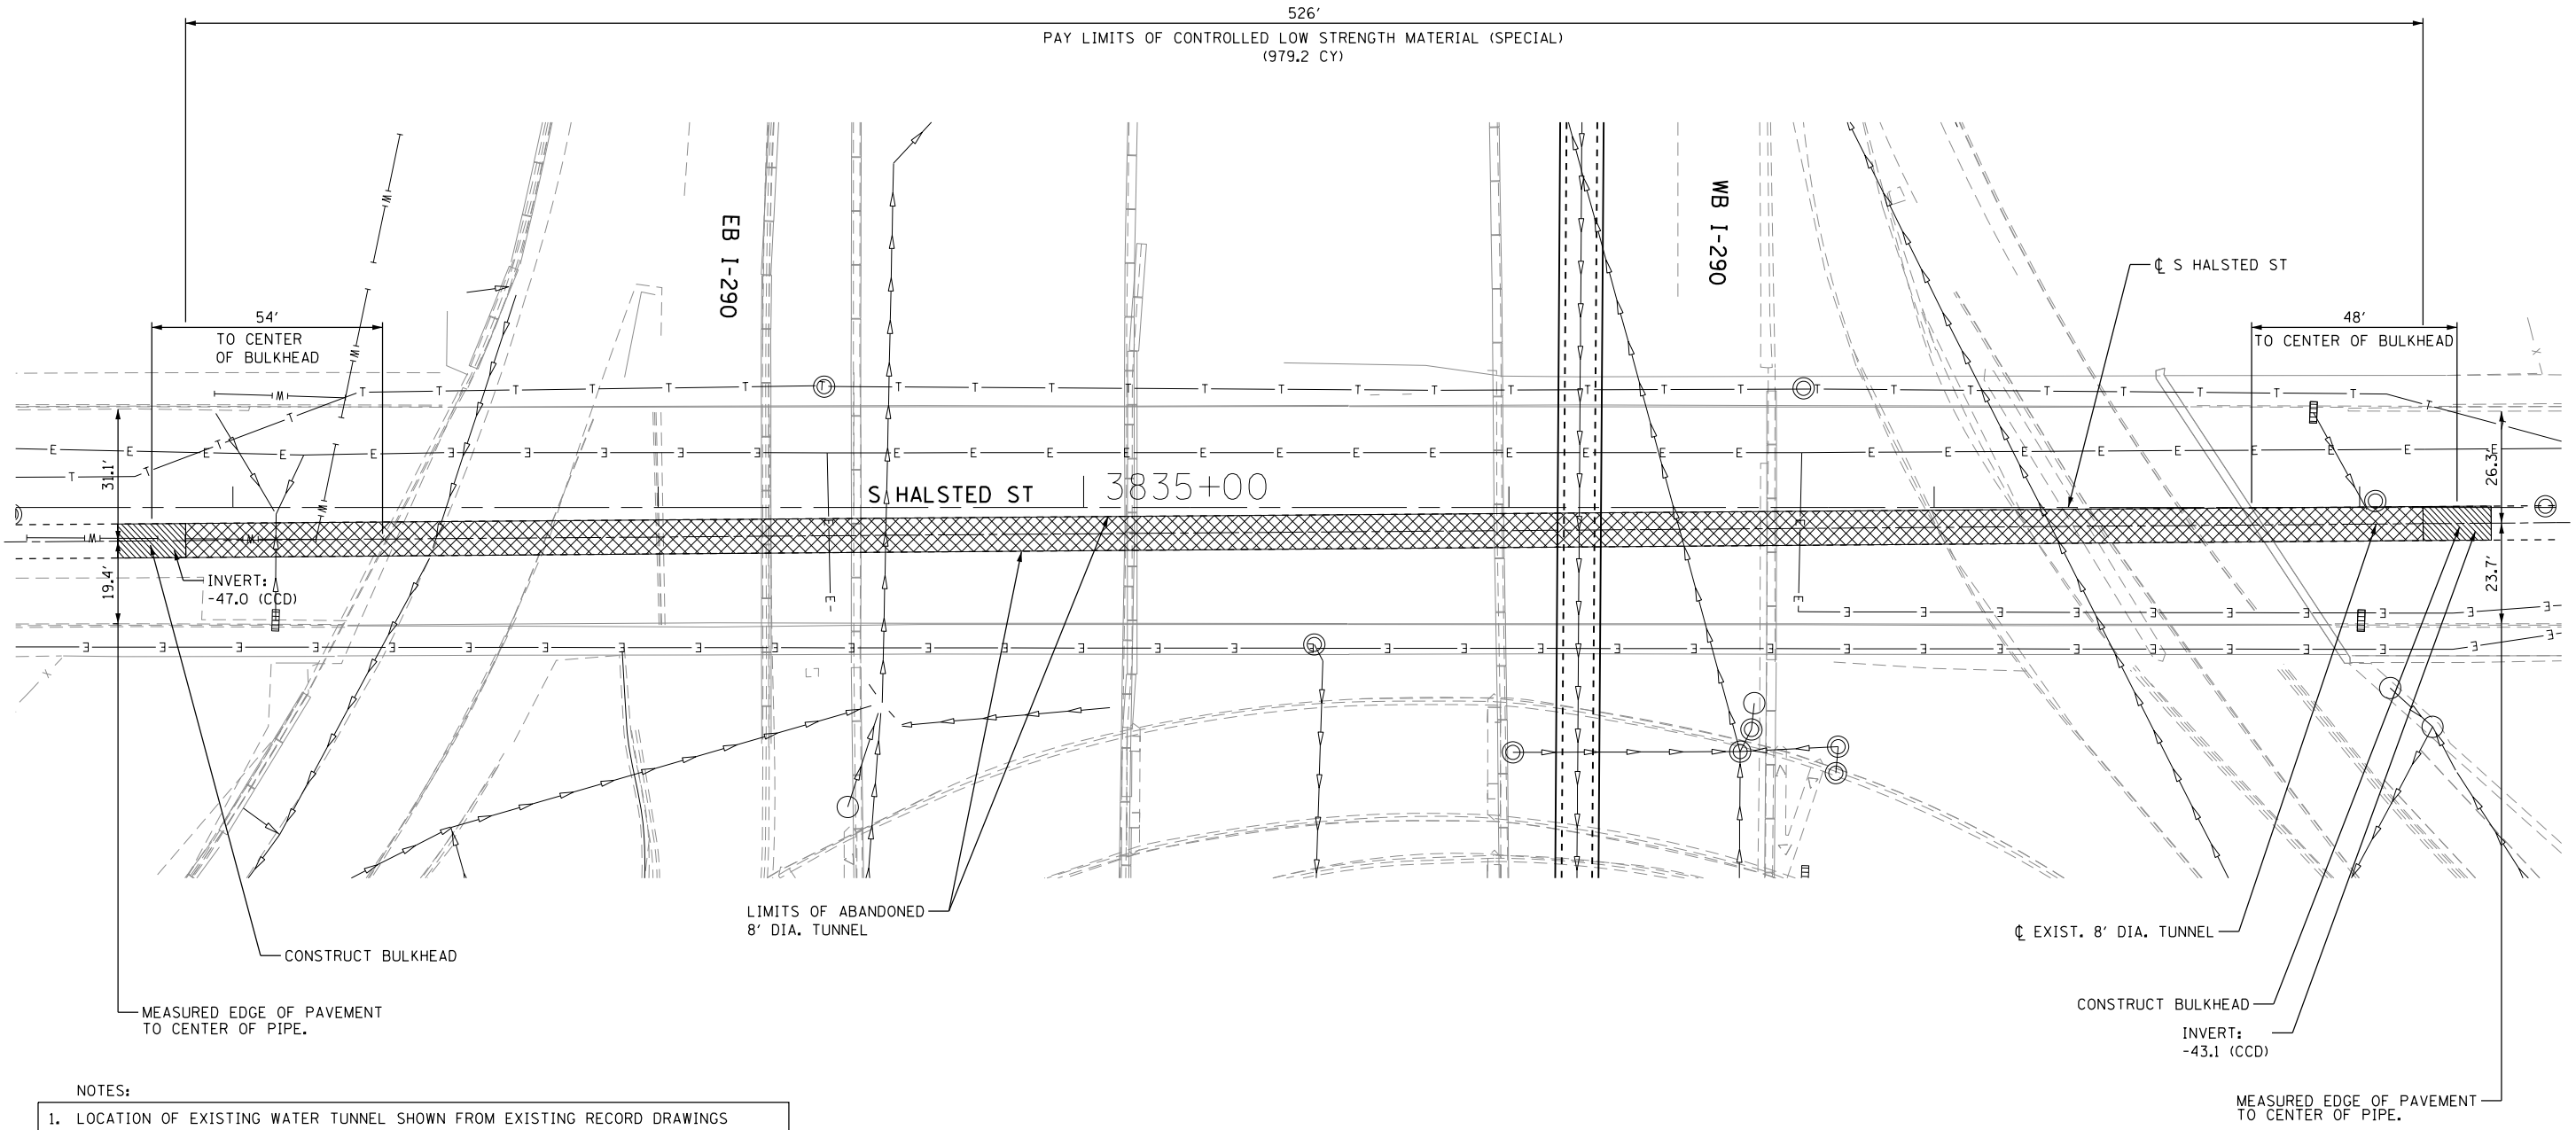 526'
PAY LIMITS OF CONTROLLED LOW STRENGTH MATERIAL (SPECIAL)
(979.2 CY)
EB I-290
WB I-290
℄ S HALSTED ST
54'
TO CENTER
OF BULKHEAD
48'
TO CENTER OF BULKHEAD
31.1'
26.3'
S HALSTED ST
3835+00
19.4'
23.7'
INVERT:
-47.0 (CCD)
LIMITS OF ABANDONED
8' DIA. TUNNEL
℄ EXIST. 8' DIA. TUNNEL
CONSTRUCT BULKHEAD
CONSTRUCT BULKHEAD
MEASURED EDGE OF PAVEMENT
TO CENTER OF PIPE.
INVERT:
-43.1 (CCD)
MEASURED EDGE OF PAVEMENT
TO CENTER OF PIPE.
NOTES:
1. LOCATION OF EXISTING WATER TUNNEL SHOWN FROM EXISTING RECORD DRAWINGS